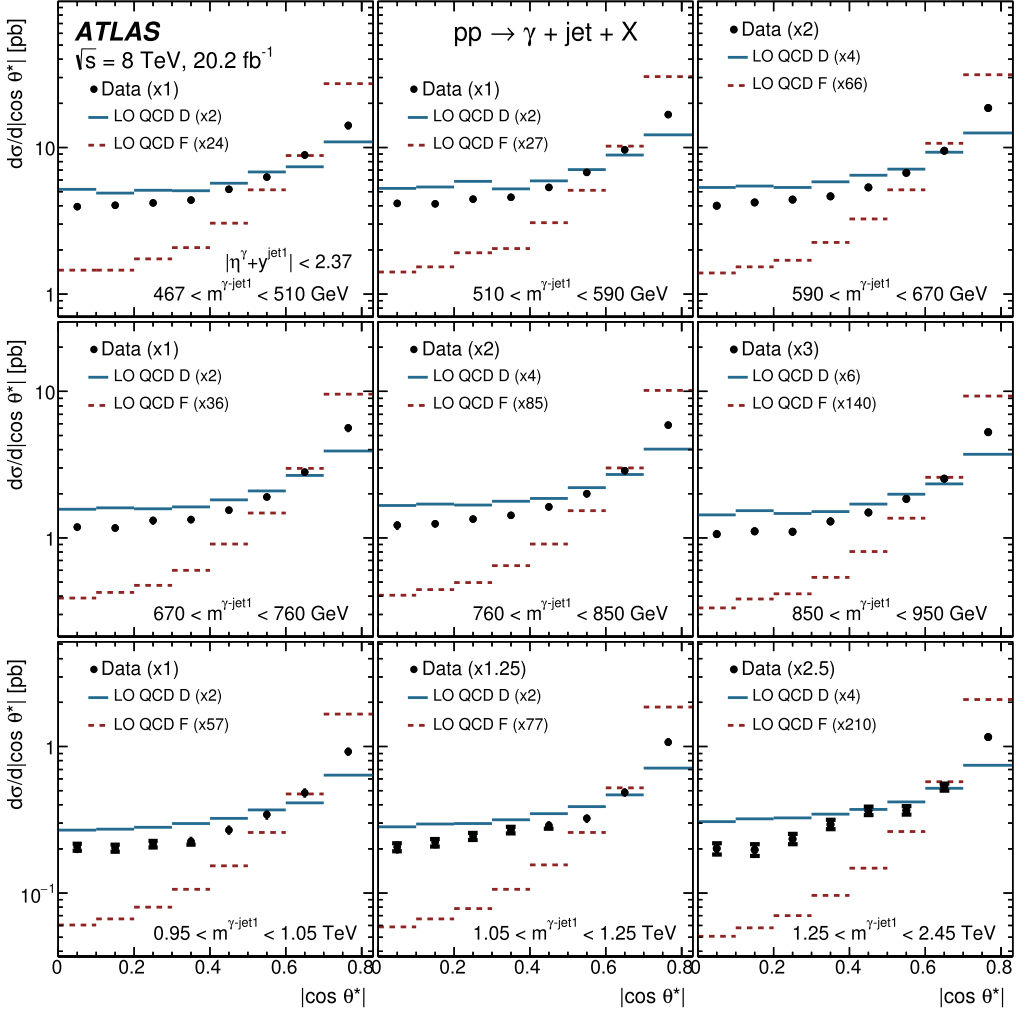 dσ/d|cos θ*| [pb]
ATLAS
√s = 8 TeV, 20.2 fb⁻¹
Data (x1)
LO QCD D (x2)
LO QCD F (x24)
|η^γ+y^jet1| < 2.37
467 < m^γ-jet1 < 510 GeV
10
1
pp → γ + jet + X
Data (x1)
LO QCD D (x2)
LO QCD F (x27)
510 < m^γ-jet1 < 590 GeV
Data (x2)
LO QCD D (x4)
LO QCD F (x66)
590 < m^γ-jet1 < 670 GeV
dσ/d|cos θ*| [pb]
10
1
Data (x1)
LO QCD D (x2)
LO QCD F (x36)
670 < m^γ-jet1 < 760 GeV
Data (x2)
LO QCD D (x4)
LO QCD F (x85)
760 < m^γ-jet1 < 850 GeV
Data (x3)
LO QCD D (x6)
LO QCD F (x140)
850 < m^γ-jet1 < 950 GeV
dσ/d|cos θ*| [pb]
1
10⁻¹
Data (x1)
LO QCD D (x2)
LO QCD F (x57)
0.95 < m^γ-jet1 < 1.05 TeV
Data (x1.25)
LO QCD D (x2)
LO QCD F (x77)
1.05 < m^γ-jet1 < 1.25 TeV
Data (x2.5)
LO QCD D (x4)
LO QCD F (x210)
1.25 < m^γ-jet1 < 2.45 TeV
0 0.2 0.4 0.6 0.8
0.2 0.4 0.6 0.8
0.2 0.4 0.6 0.8
|cos θ*|
|cos θ*|
|cos θ*|